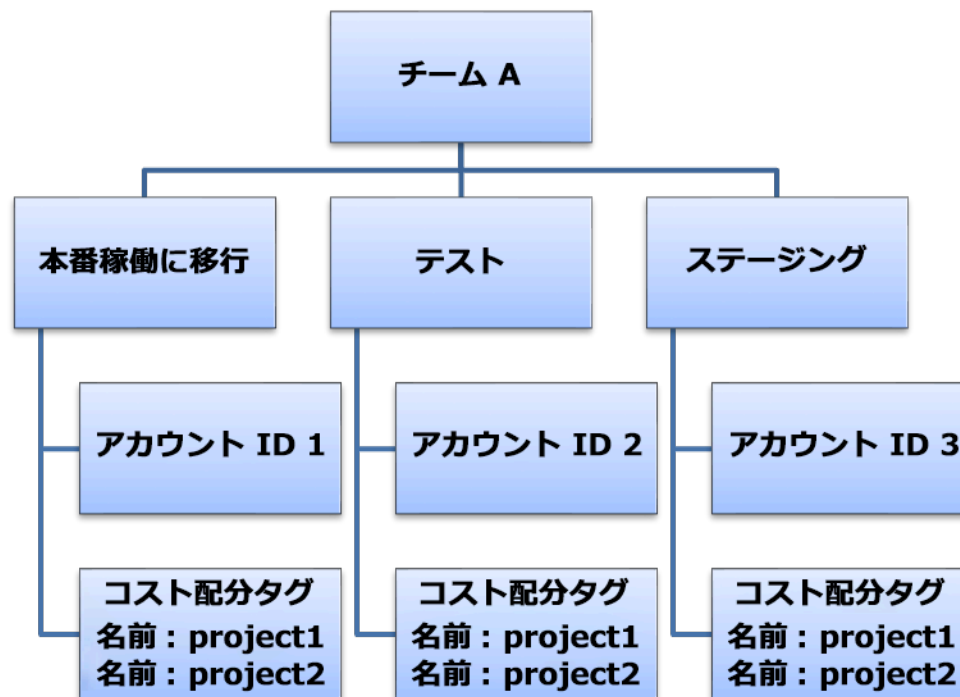 チーム A
本番稼働に移行
テスト
ステージング
アカウント ID 1
アカウント ID 2
アカウント ID 3
コスト配分タグ
名前：project1
名前：project2
コスト配分タグ
名前：project1
名前：project2
コスト配分タグ
名前：project1
名前：project2